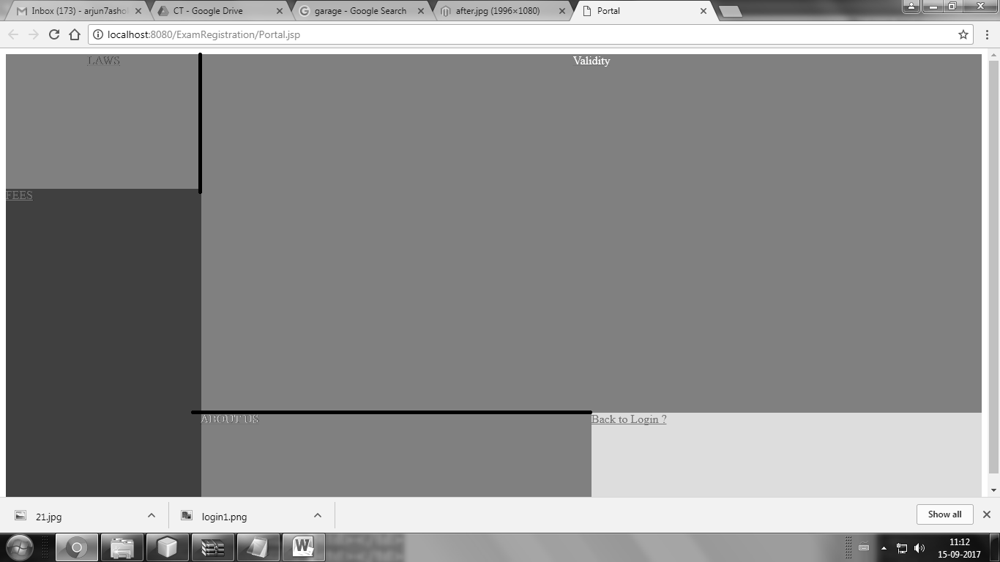 Inbox (173) - arjun7asho
CT - Google Drive
garage - Google Search
after.jpg (1996×1080)
Portal
localhost:8080/ExamRegistration/Portal.jsp
LAWS
Validity
FEES
ABOUT US
Back to Login ?
21.jpg
login1.png
Show all
11:12
15-09-2017